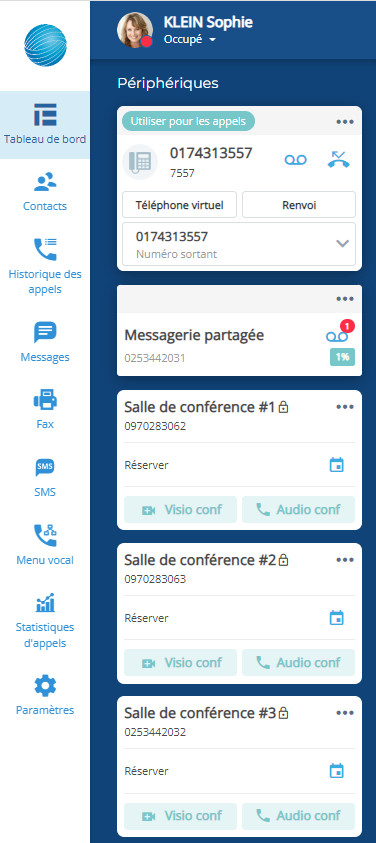 KLEIN Sophie
Occupé
Tableau de bord
Contacts
Historique des
appels
Messages
Fax
SMS
SMS
Menu vocal
Statistiques
d'appels
Paramètres
Périphériques
Utiliser pour les appels
0174313557
7557
Téléphone virtuel
Renvoi
0174313557
Numéro sortant
1
Messagerie partagée
0253442031
1%
Salle de conférence #1
0970283062
Réserver
Visio conf
Audio conf
Salle de conférence #2
0970283063
Réserver
Visio conf
Audio conf
Salle de conférence #3
0253442032
Réserver
Visio conf
Audio conf